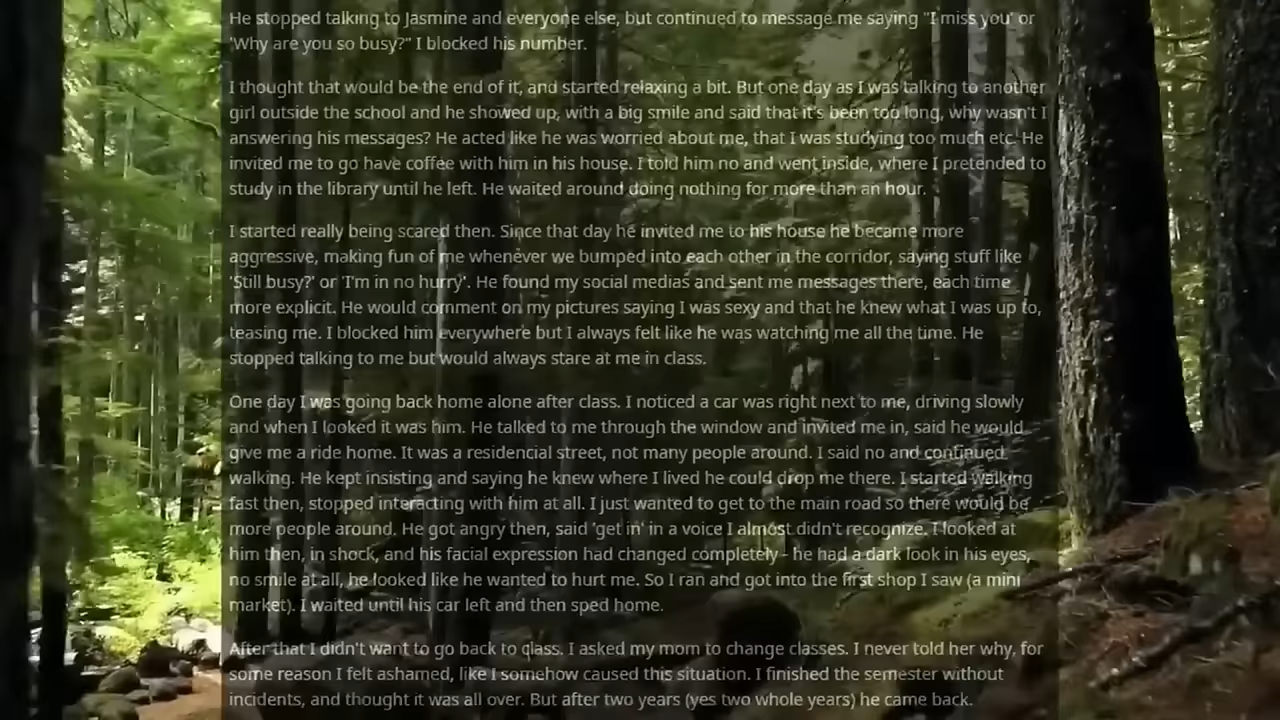 He stopped talking to Jasmine and everyone else, but continued to message me saying "I miss you' or
'Why are you so busy?" I blocked his number.
I thought that would be the end of it, and started relaxing a bit. But one day as I was talking to another
girl outside the school and he showed up, with a big smile and said that it's been too long, why wasn't I
answering his messages? He acted like he was worried about me, that I was studying too much etc. He
invited me to go have coffee with him in his house. I told him no and went inside, where I pretended to
study in the library until he left. He waited around doing nothing for more than an hour.
I started really being scared then. Since that day he invited me to his house he became more
aggressive, making fun of me whenever we bumped into each other in the corridor, saying stuff like
'Still busy?' or 'I'm in no hurry'. He found my social medias and sent me messages there, each time
more explicit. He would comment on my pictures saying I was sexy and that he knew what I was up to,
teasing me. I blocked him everywhere but I always felt like he was watching me all the time. He
stopped talking to me but would always stare at me in class.
One day I was going back home alone after class. I noticed a car was right next to me, driving slowly
and when I looked it was him. He talked to me through the window and invited me in, said he would
give me a ride home. It was a residencial street, not many people around. I said no and continued
walking. He kept insisting and saying he knew where I lived he could drop me there. I started walking
fast then, stopped interacting with him at all. I just wanted to get to the main road so there would be
more people around. He got angry then, said 'get in' in a voice I almost didn't recognize. I looked at
him then, in shock, and his facial expression had changed completely - he had a dark look in his eyes,
no smile at all, he looked like he wanted to hurt me. So I ran and got into the first shop I saw (a mini
market). I waited until his car left and then sped home.
After that I didn't want to go back to class. I asked my mom to change classes. I never told her why, for
some reason I felt ashamed, like I somehow caused this situation. I finished the semester without
incidents, and thought it was all over. But after two years (yes two whole years) he came back.